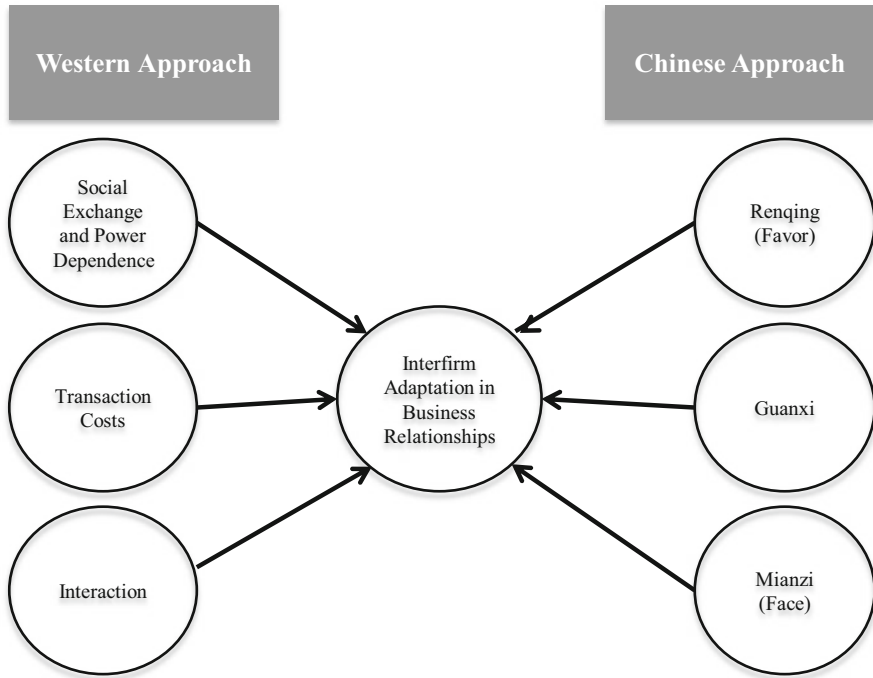 Western Approach
Chinese Approach
Social
Exchange
and Power
Dependence
Renqing
(Favor)
Interfirm
Adaptation in
Business
Relationships
Transaction
Costs
Guanxi
Interaction
Mianzi
(Face)